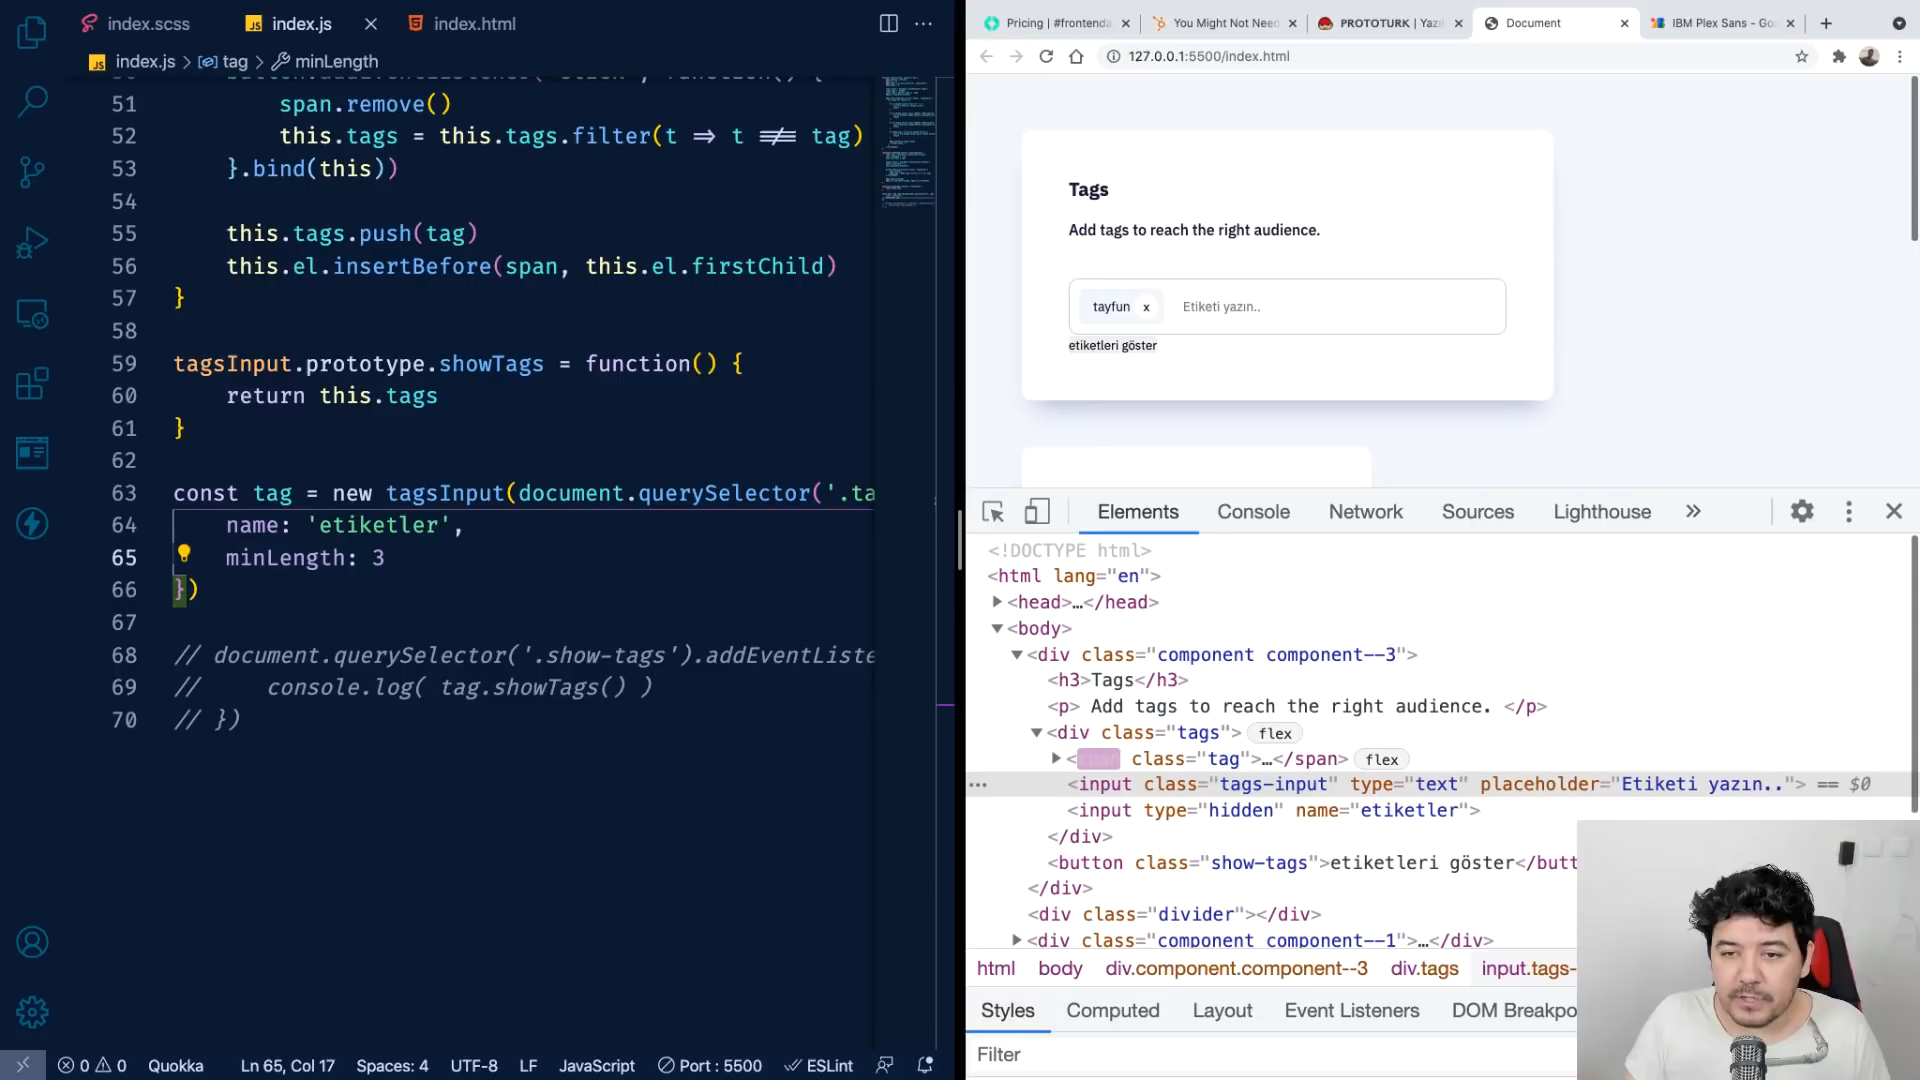 index.scss
index.js
index.html
index.js > tag > minLength
51 span.remove()
52 this.tags = this.tags.filter(t => t !== tag)
53 }.bind(this))
54
55 this.tags.push(tag)
56 this.el.insertBefore(span, this.el.firstChild)
57 }
58
59 tagsInput.prototype.showTags = function() {
60 return this.tags
61 }
62
63 const tag = new tagsInput(document.querySelector('.ta
64 name: 'etiketler',
65 minLength: 3
66 })
67
68 // document.querySelector('.show-tags').addEventListe
69 // console.log( tag.showTags() )
70 // })
0 0 Quokka Ln 65, Col 17 Spaces: 4 UTF-8 LF JavaScript Port : 5500 ESLint
Pricing | #frontenda
You Might Not Need
PROTOTURK | Yazıl
Document
IBM Plex Sans - Goo
127.0.0.1:5500/index.html
Tags
Add tags to reach the right audience.
tayfun x Etiketi yazın..
etiketleri göster
Elements Console Network Sources Lighthouse »
<!DOCTYPE html>
<html lang="en">
<head>…</head>
<body>
<div class="component component--3">
<h3>Tags</h3>
<p> Add tags to reach the right audience. </p>
<div class="tags"> flex
< class="tag">…</span> flex
<input class="tags-input" type="text" placeholder="Etiketi yazın.."> == $0
<input type="hidden" name="etiketler">
</div>
<button class="show-tags">etiketleri göster</butt
</div>
<div class="divider"></div>
<div class="component component--1">…</div>
html body div.component.component--3 div.tags input.tags-
Styles Computed Layout Event Listeners DOM Breakpo
Filter